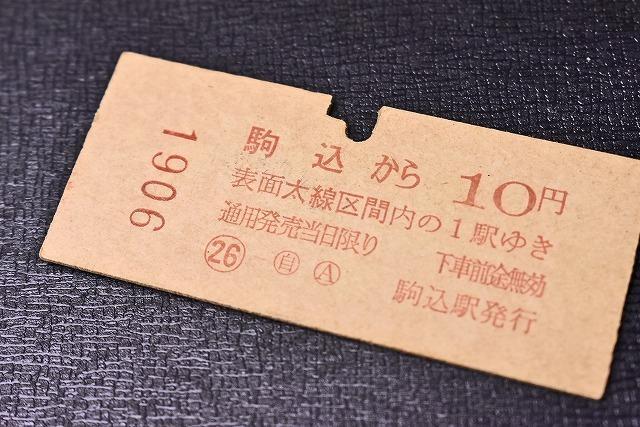 1906
駒込から 10円
表面太線区間内の1駅ゆき
通用発売当日限り 下車前途無効
㉖ 自 Ⓐ 駒込駅発行